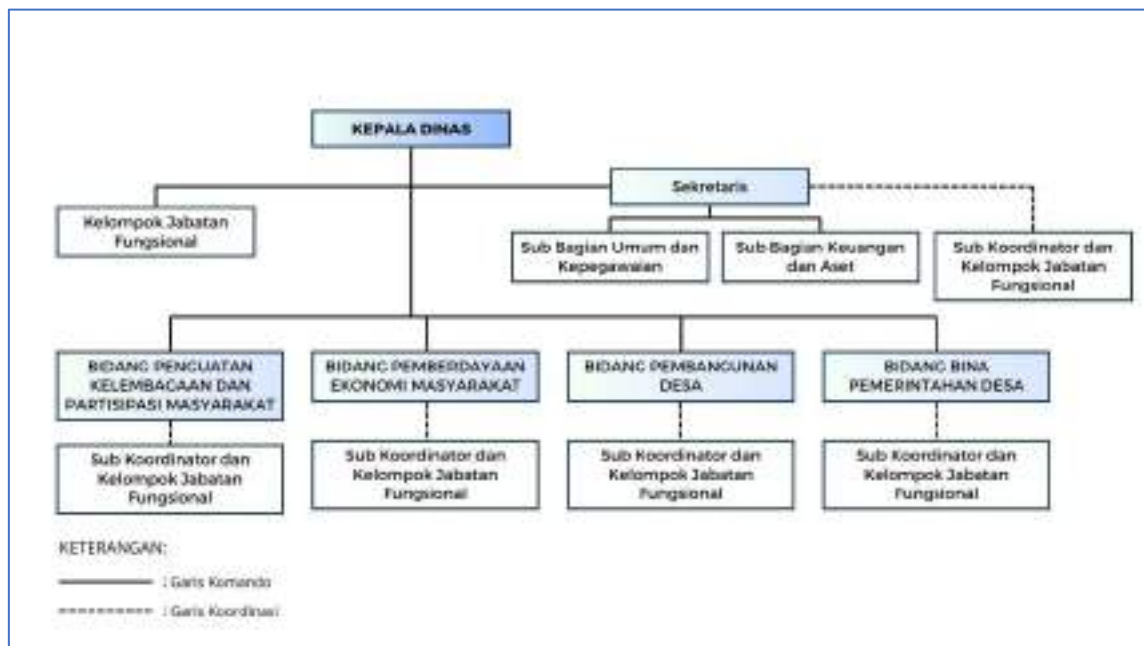 KEPALA DINAS
Sekretaris
Kelompok Jabatan
Fungsional
Sub Bagian Umum dan
Kepegawaian
Sub Bagian Keuangan
dan Aset
Sub Koordinator dan
Kelompok Jabatan
Fungsional
BIDANG PENGUATAN
KELEMBAGAAN DAN
PARTISIPASI MASYARAKAT
BIDANG PEMBERDAYAAN
EKONOMI MASYARAKAT
BIDANG PEMBANGUNAN
DESA
BIDANG BINA
PEMERINTAHAN DESA
Sub Koordinator dan
Kelompok Jabatan
Fungsional
Sub Koordinator dan
Kelompok Jabatan
Fungsional
Sub Koordinator dan
Kelompok Jabatan
Fungsional
Sub Koordinator dan
Kelompok Jabatan
Fungsional
KETERANGAN:
: Garis Komando
: Garis Koordinasi